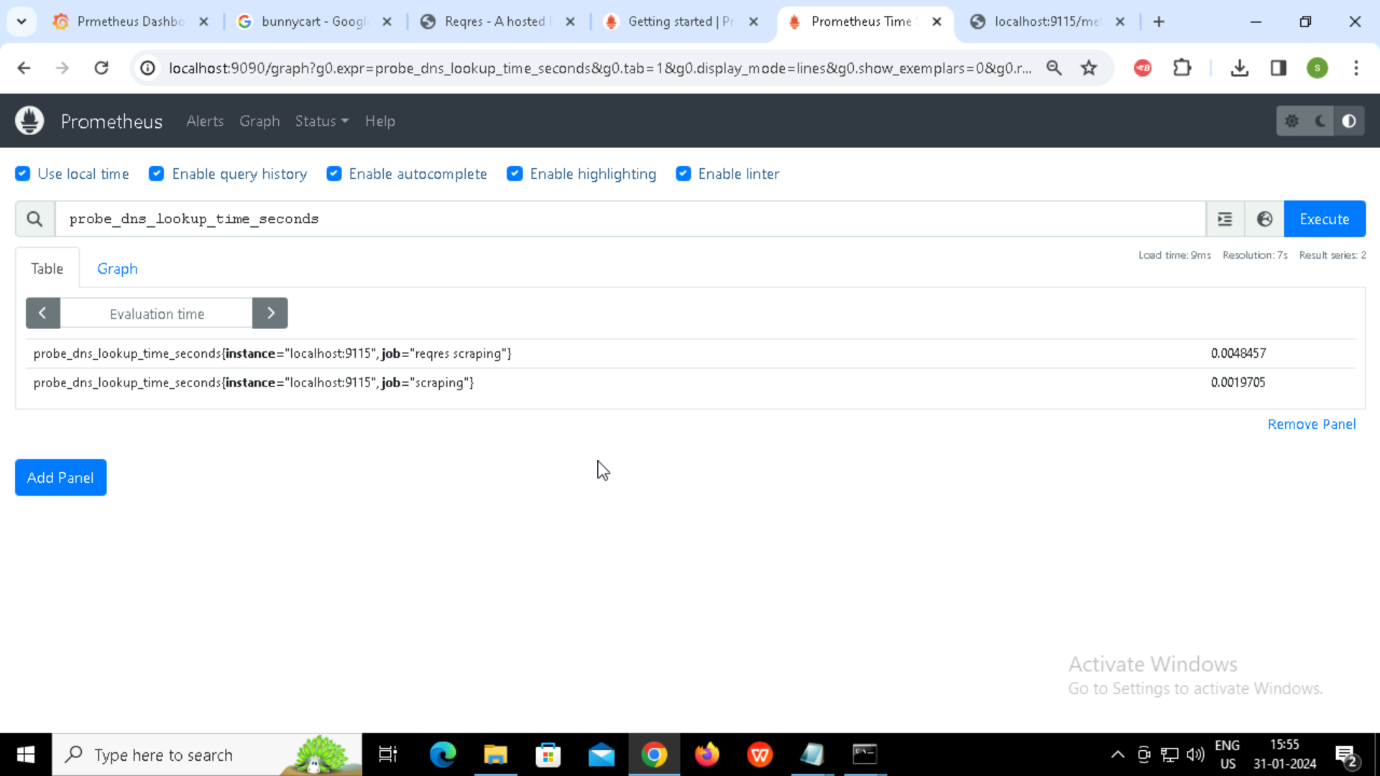 Prmetheus Dashbo
bunnycart - Google
Reqres - A hosted
Getting started | Pr
Prometheus Time
localhost:9115/me
localhost:9090/graph?g0.expr=probe_dns_lookup_time_seconds&g0.tab=1&g0.display_mode=lines&g0.show_exemplars=0&g0.r...
s
Prometheus Alerts Graph Status Help
Use local time Enable query history Enable autocomplete Enable highlighting Enable linter
probe_dns_lookup_time_seconds Execute
Table Graph
Load time: 9ms Resolution: 7s Result series: 2
Evaluation time
probe_dns_lookup_time_seconds{instance="localhost:9115", job="reqres scraping"} 0.0048457
probe_dns_lookup_time_seconds{instance="localhost:9115", job="scraping"} 0.0019705
Remove Panel
Add Panel
Activate Windows
Go to Settings to activate Windows.
Type here to search
ENG
US
15:55
31-01-2024
2